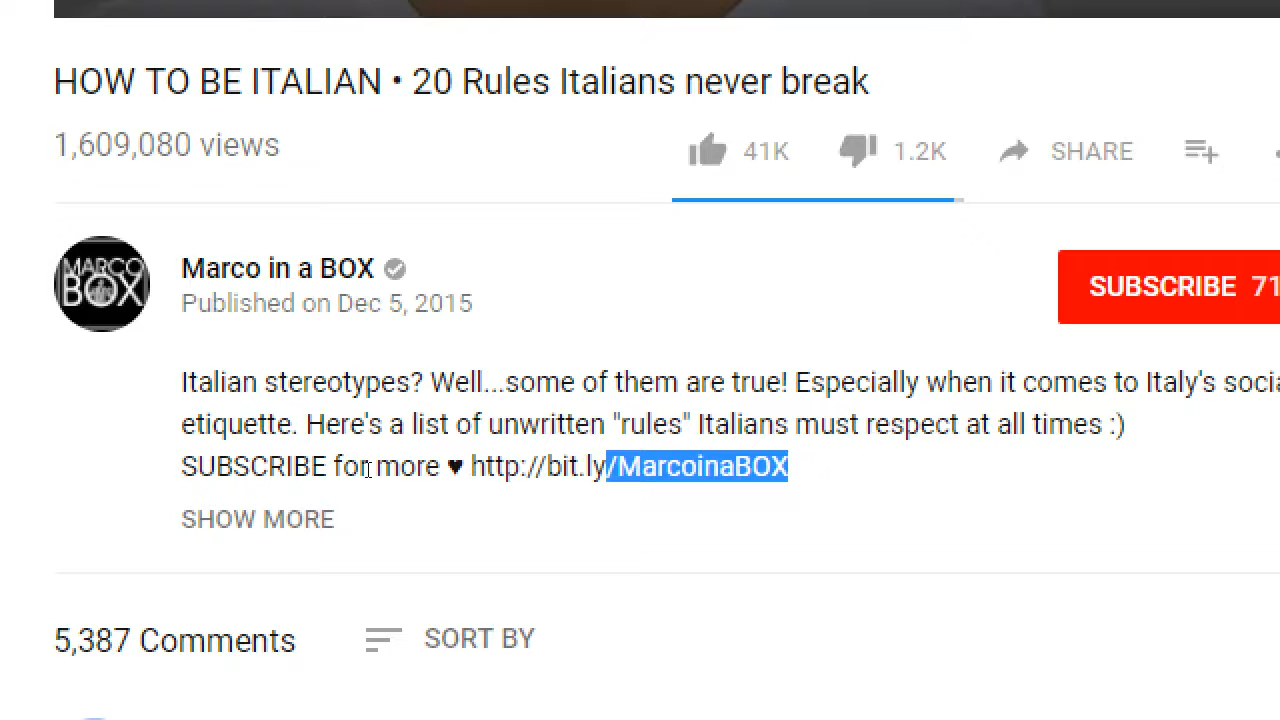 HOW TO BE ITALIAN • 20 Rules Italians never break
1,609,080 views
41K
1.2K
SHARE
MARCO
BOX
Marco in a BOX
Published on Dec 5, 2015
SUBSCRIBE 71
Italian stereotypes? Well...some of them are true! Especially when it comes to Italy's socia
etiquette. Here's a list of unwritten "rules" Italians must respect at all times :)
SUBSCRIBE for more ♥ http://bit.ly/MarcoinaBOX
SHOW MORE
5,387 Comments
SORT BY